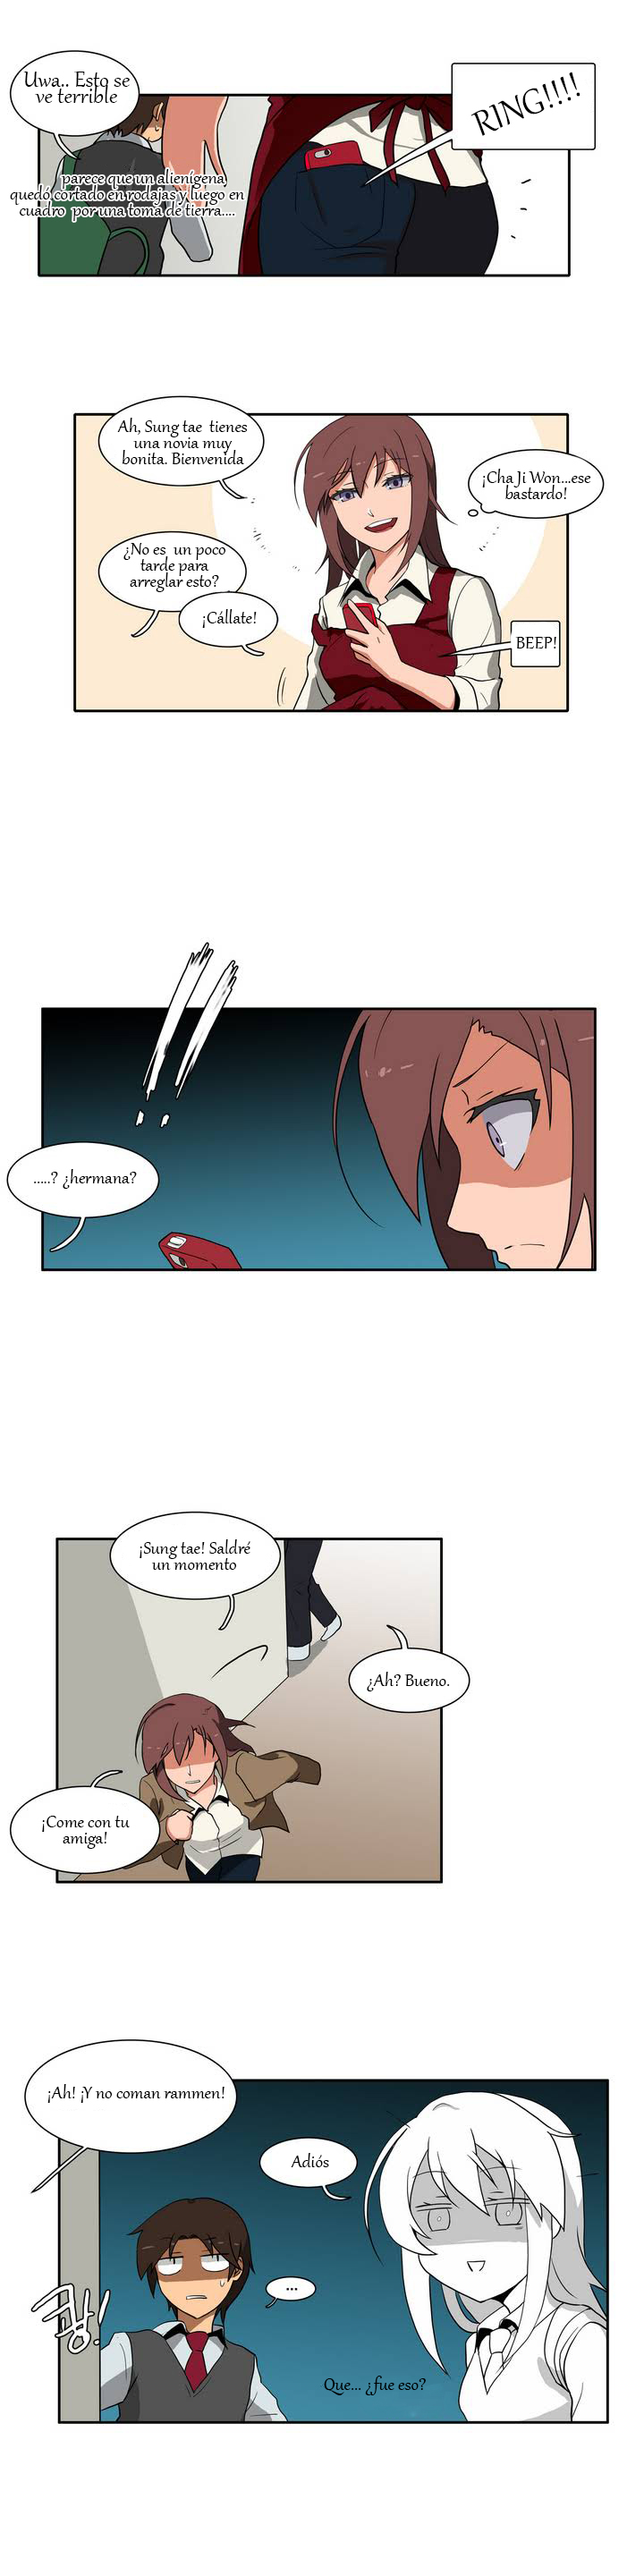 Uwa.. Esto se
ve terrible
RING!!!!
parece que un alienígena
quedó cortado en rodajas y luego en
cuadro por una toma de tierra....
Ah, Sung tae tienes
una novia muy
bonita. Bienvenida
¡Cha Ji Won...ese
bastardo!
¿No es un poco
tarde para
arreglar esto?
¡Cállate!
BEEP!
.....? ¿hermana?
¡Sung tae! Saldré
un momento
¿Ah? Bueno.
¡Come con tu
amiga!
¡Ah! ¡Y no coman rammen!
Adiós
...
쾅!
Que... ¿fue eso?